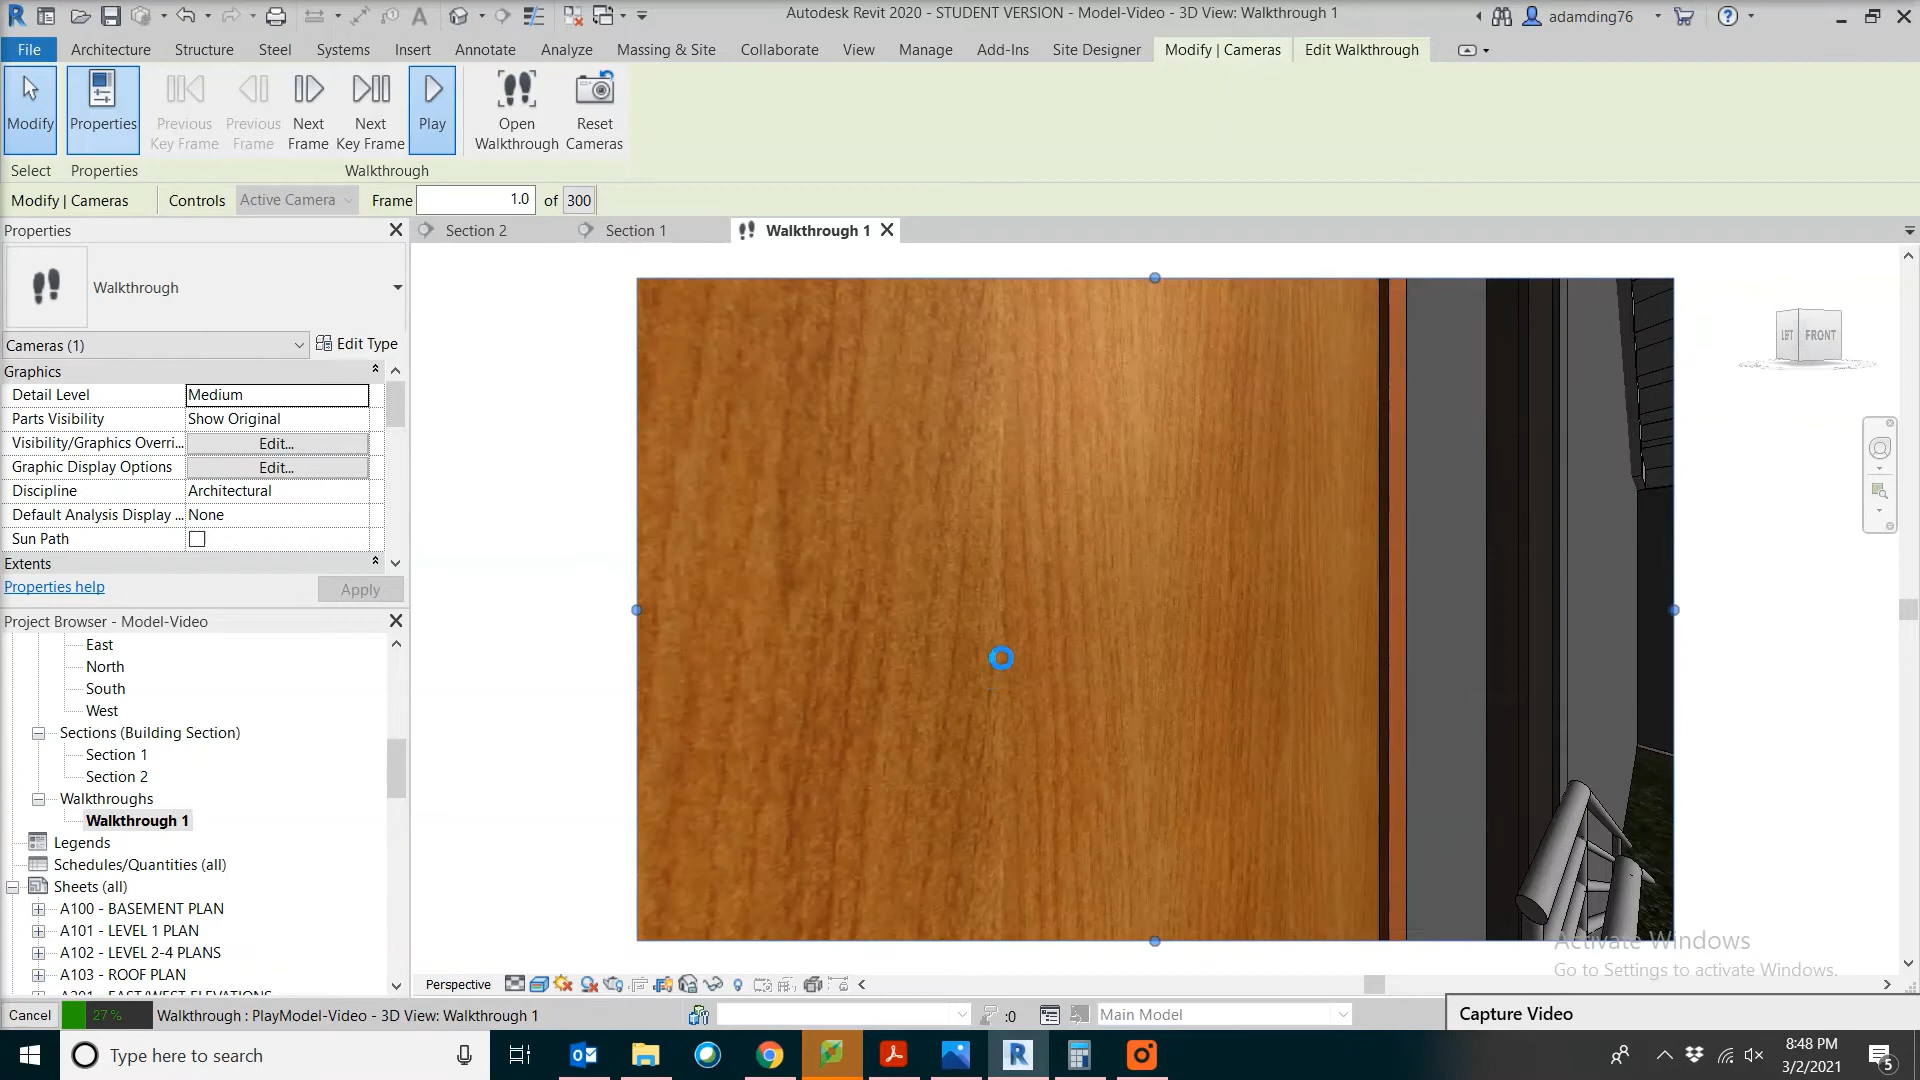 Autodesk Revit 2020 - STUDENT VERSION - Model-Video - 3D View: Walkthrough 1
adamding76
File Architecture Structure Steel Systems Insert Annotate Analyze Massing & Site Collaborate View Manage Add-Ins Site Designer Modify | Cameras Edit Walkthrough
Modify Properties Previous Key Frame Previous Frame Next Frame Next Key Frame Play Open Walkthrough Reset Cameras
Select Properties Walkthrough
Modify | Cameras Controls Active Camera Frame 1.0 of 300
Properties
Section 2 Section 1 Walkthrough 1
Walkthrough
Cameras (1) Edit Type
Graphics
Detail Level Medium
Parts Visibility Show Original
Visibility/Graphics Overri... Edit...
Graphic Display Options Edit...
Discipline Architectural
Default Analysis Display ... None
Sun Path
Extents
Properties help Apply
LEFT FRONT
Project Browser - Model-Video
East
North
South
West
Sections (Building Section)
Section 1
Section 2
Walkthroughs
Walkthrough 1
Legends
Schedules/Quantities (all)
Sheets (all)
A100 - BASEMENT PLAN
A101 - LEVEL 1 PLAN
A102 - LEVEL 2-4 PLANS
A103 - ROOF PLAN
A201 - EAST/WEST ELEVATIONS
Activate Windows
Go to Settings to activate Windows.
Perspective
Cancel 27 % Walkthrough : PlayModel-Video - 3D View: Walkthrough 1 :0 Main Model
Capture Video
Type here to search
8:48 PM
3/2/2021
5